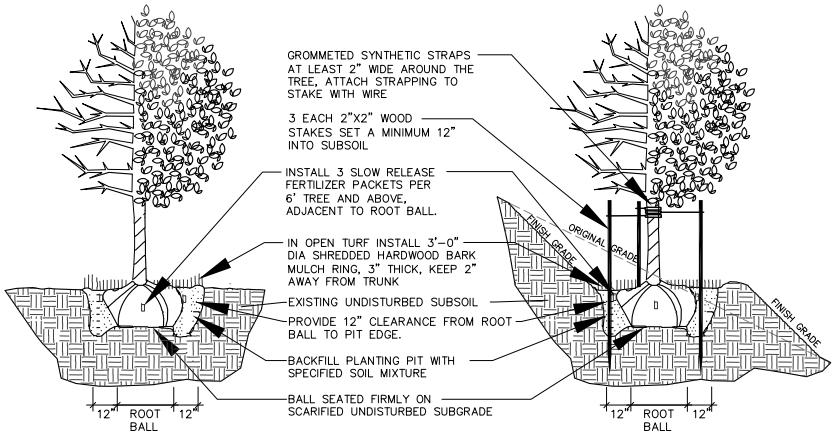 GROMMETED SYNTHETIC STRAPS
AT LEAST 2" WIDE AROUND THE
TREE, ATTACH STRAPPING TO
STAKE WITH WIRE
3 EACH 2"X2" WOOD
STAKES SET A MINIMUM 12"
INTO SUBSOIL
INSTALL 3 SLOW RELEASE
FERTILIZER PACKETS PER
6' TREE AND ABOVE,
ADJACENT TO ROOT BALL.
IN OPEN TURF INSTALL 3'-0"
DIA SHREDDED HARDWOOD BARK
MULCH RING, 3" THICK, KEEP 2"
AWAY FROM TRUNK
EXISTING UNDISTURBED SUBSOIL
PROVIDE 12" CLEARANCE FROM ROOT
BALL TO PIT EDGE.
BACKFILL PLANTING PIT WITH
SPECIFIED SOIL MIXTURE
BALL SEATED FIRMLY ON
SCARIFIED UNDISTURBED SUBGRADE
FINISH GRADE
ORIGINAL GRADE
FINISH GRADE
12"
ROOT
BALL
12"
12"
ROOT
BALL
12"